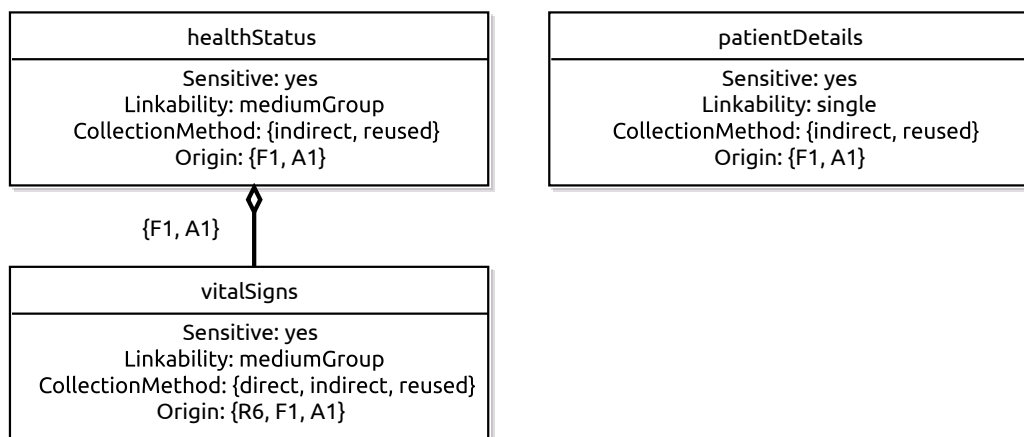 healthStatus
Sensitive: yes
Linkability: mediumGroup
CollectionMethod: {indirect, reused}
Origin: {F1, A1}
patientDetails
Sensitive: yes
Linkability: single
CollectionMethod: {indirect, reused}
Origin: {F1, A1}
{F1, A1}
vitalSigns
Sensitive: yes
Linkability: mediumGroup
CollectionMethod: {direct, indirect, reused}
Origin: {R6, F1, A1}